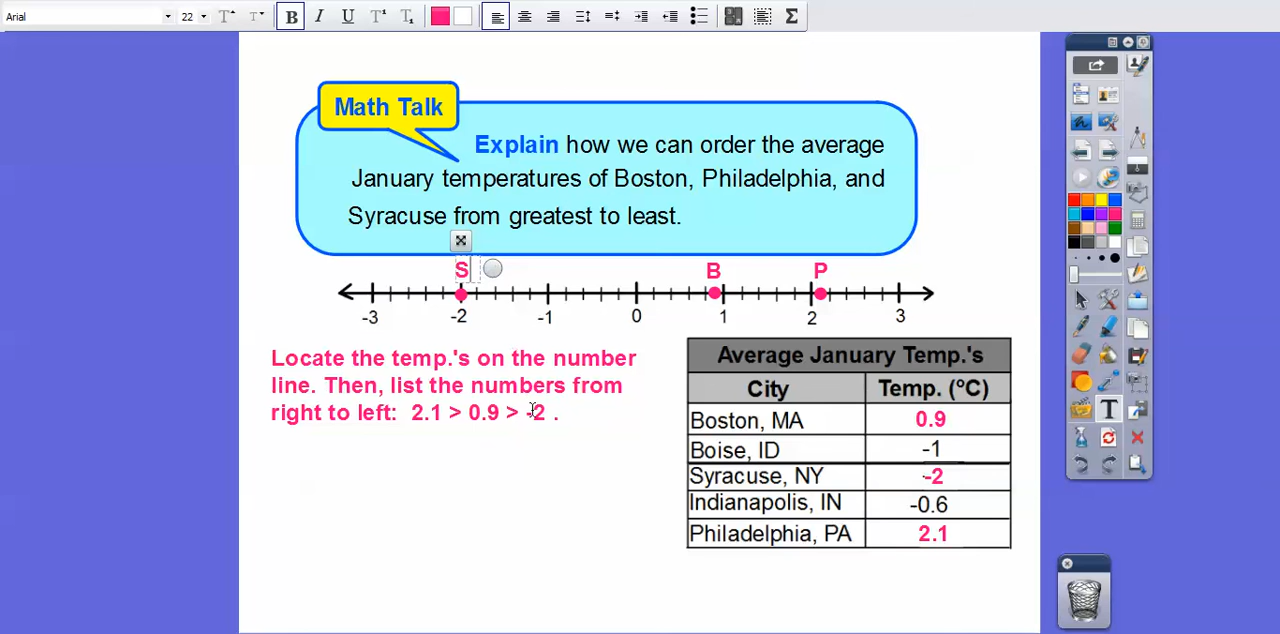 Arial 22
Math Talk
Explain how we can order the average
January temperatures of Boston, Philadelphia, and
Syracuse from greatest to least.
S B P
-3 -2 -1 0 1 2 3
Locate the temp.'s on the number
line. Then, list the numbers from
right to left: 2.1 > 0.9 > -2 .
Average January Temp.'s
City Temp. (ºC)
Boston, MA 0.9
Boise, ID -1
Syracuse, NY -2
Indianapolis, IN -0.6
Philadelphia, PA 2.1